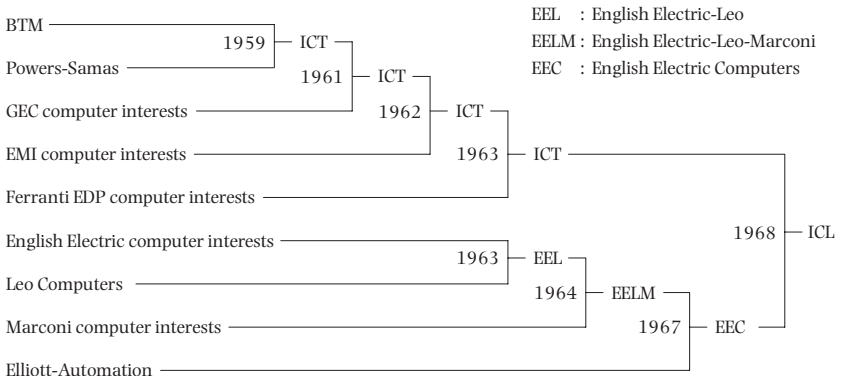 BTM
1959 ICT
Powers-Samas
1961 ICT
GEC computer interests
1962 ICT
EMI computer interests
1963 ICT
Ferranti EDP computer interests
English Electric computer interests
1963 EEL
Leo Computers
1964 EELM
Marconi computer interests
1967 EEC
Elliott-Automation
1968 ICL
EEL : English Electric-Leo
EELM : English Electric-Leo-Marconi
EEC : English Electric Computers